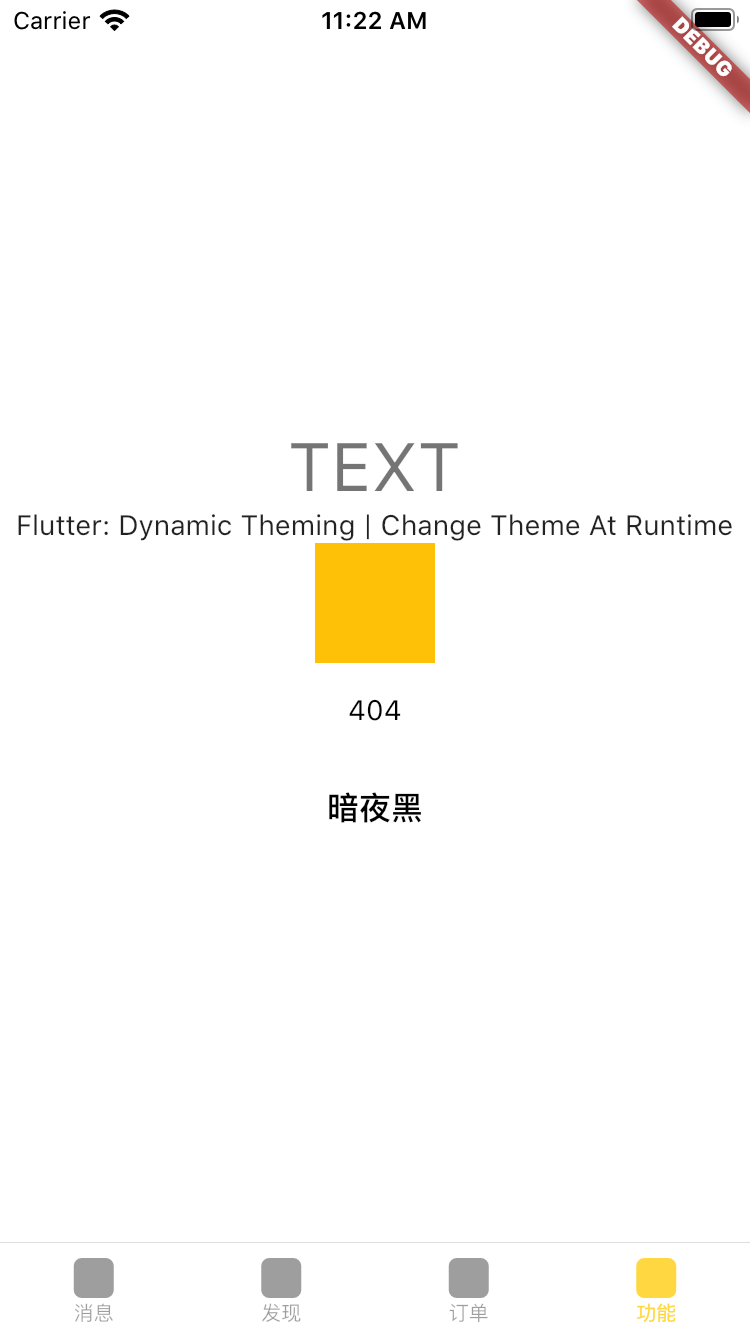 Carrier 11:22 AM
DEBUG
TEXT
Flutter: Dynamic Theming | Change Theme At Runtime
404
暗夜黑
消息 发现 订单 功能